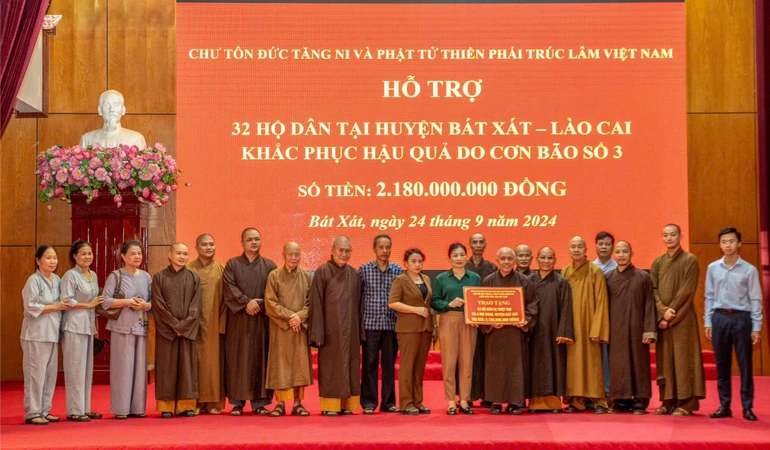 CHƯ TÔN ĐỨC TĂNG NI VÀ PHẬT TỬ THIỀN PHÁI TRÚC LÂM VIỆT NAM
HỖ TRỢ
32 HỘ DÂN TẠI HUYỆN BÁT XÁT – LÀO CAI
KHẮC PHỤC HẬU QUẢ DO CƠN BÃO SỐ 3
SỐ TIỀN: 2.180.000.000 ĐỒNG
Bát Xát, ngày 24 tháng 9 năm 2024
TRAO TẶNG